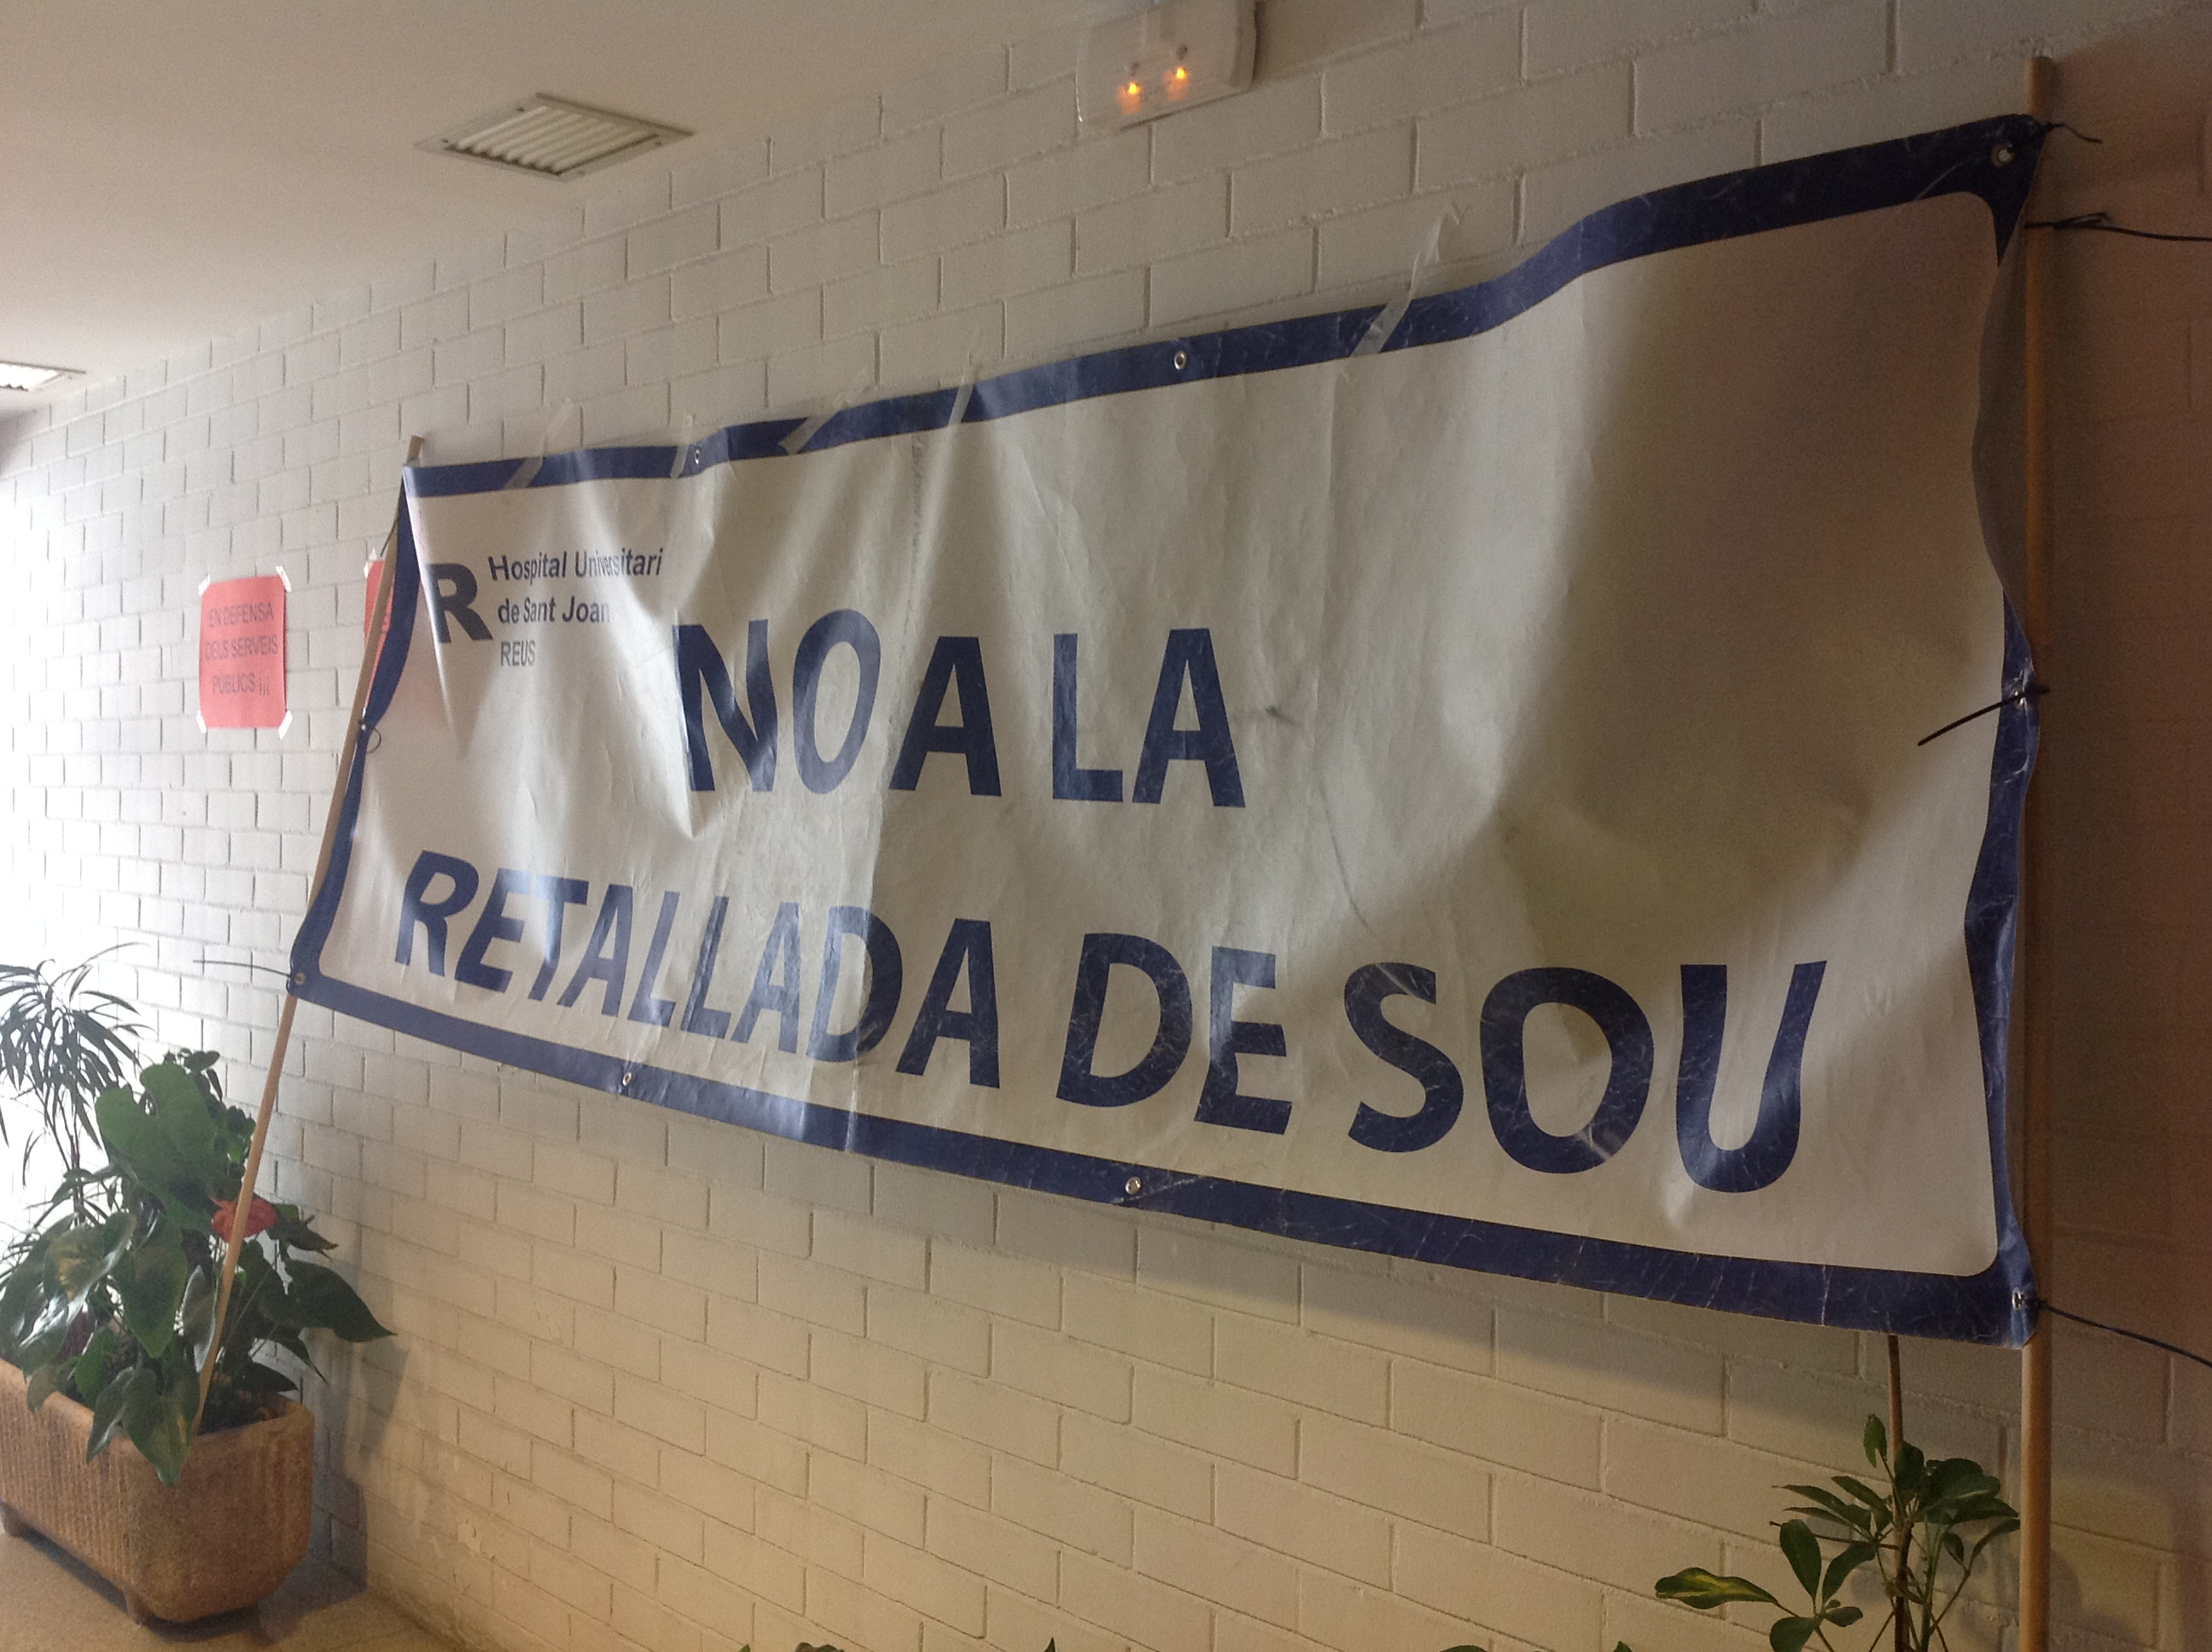 R
Hospital Universitari
de Sant Joan
REUS
NO A LA
RETALLADA DE SOU
EN DEFENSA
DELS SERVEIS
PÚBLICS ¡¡¡